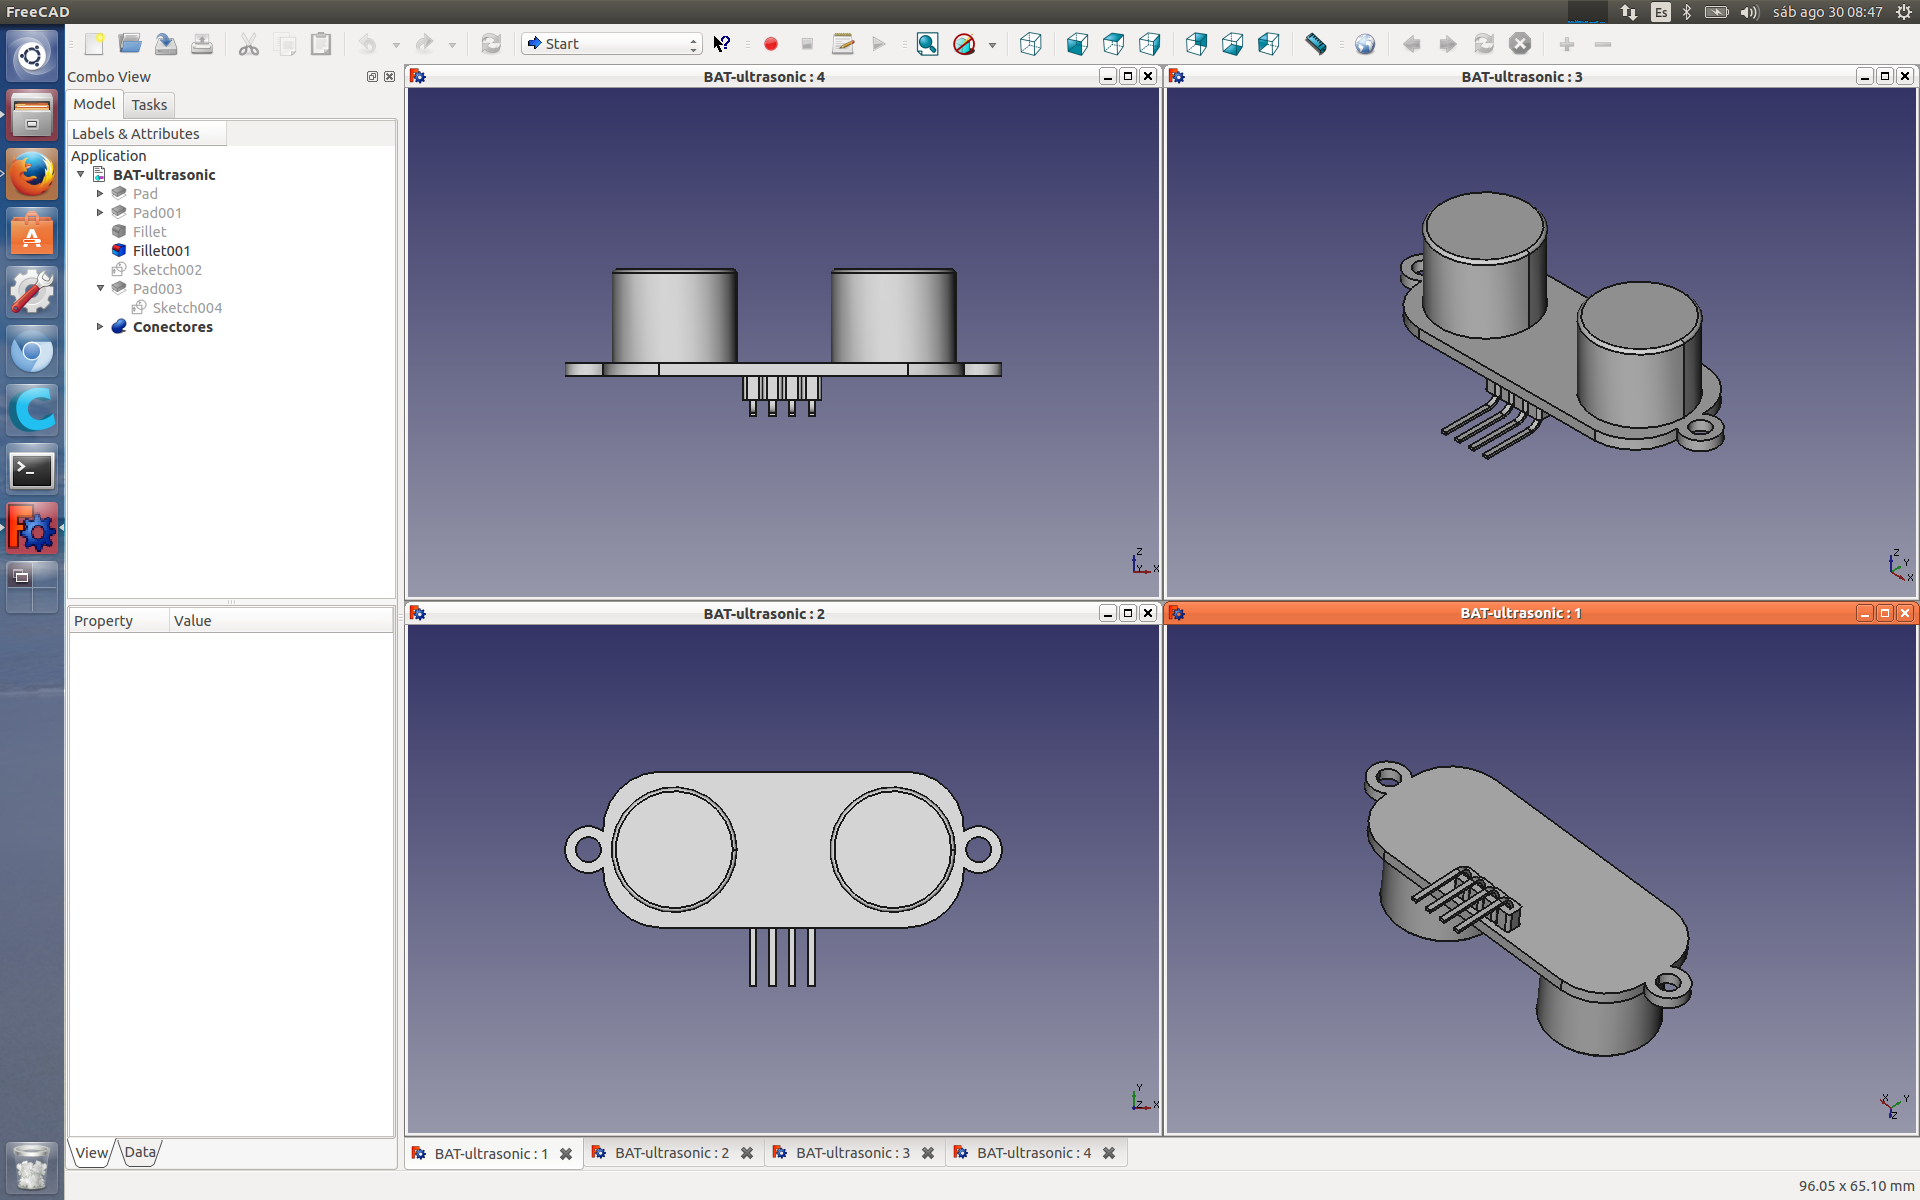 FreeCAD
Es
sáb ago 30 08:47
Start
Combo View
Model
Tasks
Labels & Attributes
Application
BAT-ultrasonic
Pad
Pad001
Fillet
Fillet001
Sketch002
Pad003
Sketch004
Conectores
Property
Value
View
Data
BAT-ultrasonic : 4
Z
Y
X
BAT-ultrasonic : 3
Z
Y
X
BAT-ultrasonic : 2
Y
Z
X
BAT-ultrasonic : 1
X
Y
Z
BAT-ultrasonic : 1
BAT-ultrasonic : 2
BAT-ultrasonic : 3
BAT-ultrasonic : 4
96.05 x 65.10 mm